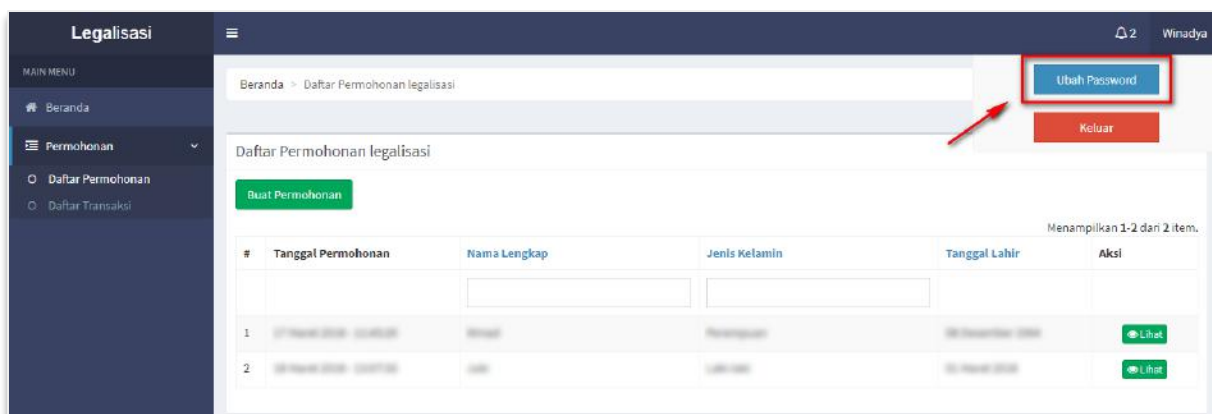 Legalisasi
2 Winadya
MAIN MENU
Beranda
Permohonan
Daftar Permohonan
Daftar Transaksi
Beranda > Daftar Permohonan legalisasi
Ubah Password
Keluar
Daftar Permohonan legalisasi
Buat Permohonan
Menampilkan 1-2 dari 2 item.
# Tanggal Permohonan Nama Lengkap Jenis Kelamin Tanggal Lahir Aksi
1 Lihat
2 Lihat